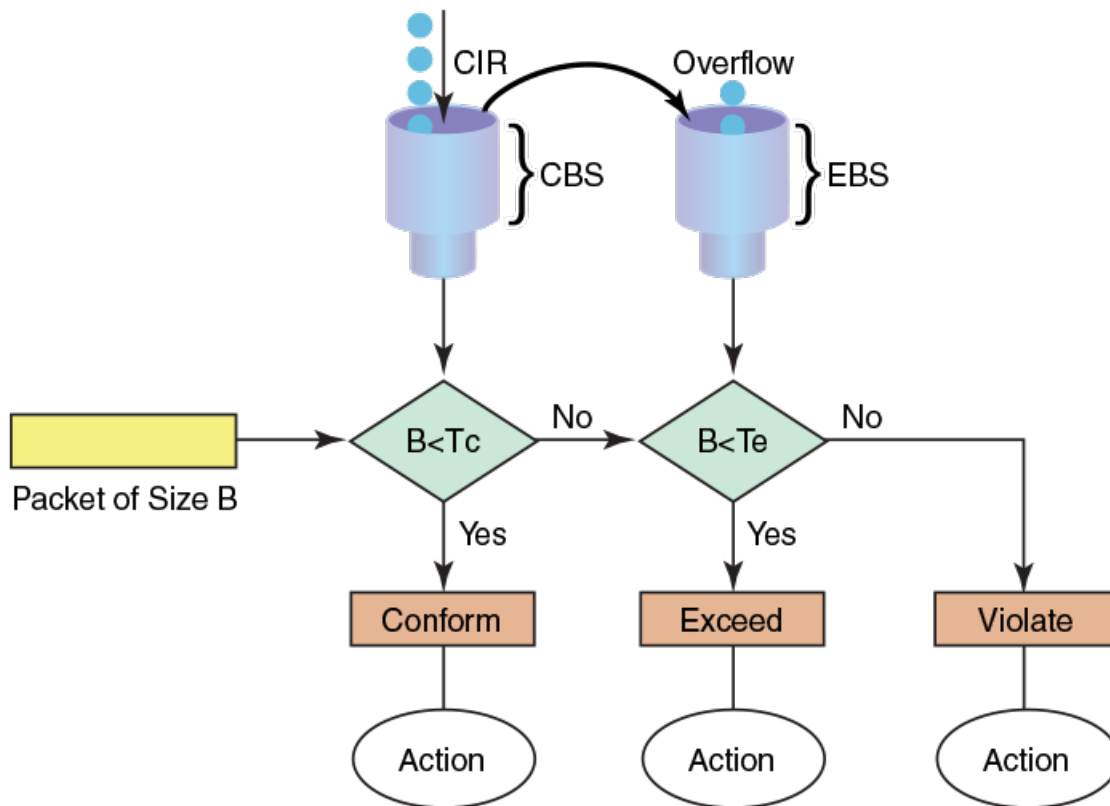 CIR
Overflow
CBS
EBS
B<Tc
No
B<Te
No
Packet of Size B
Yes
Yes
Conform
Exceed
Violate
Action
Action
Action